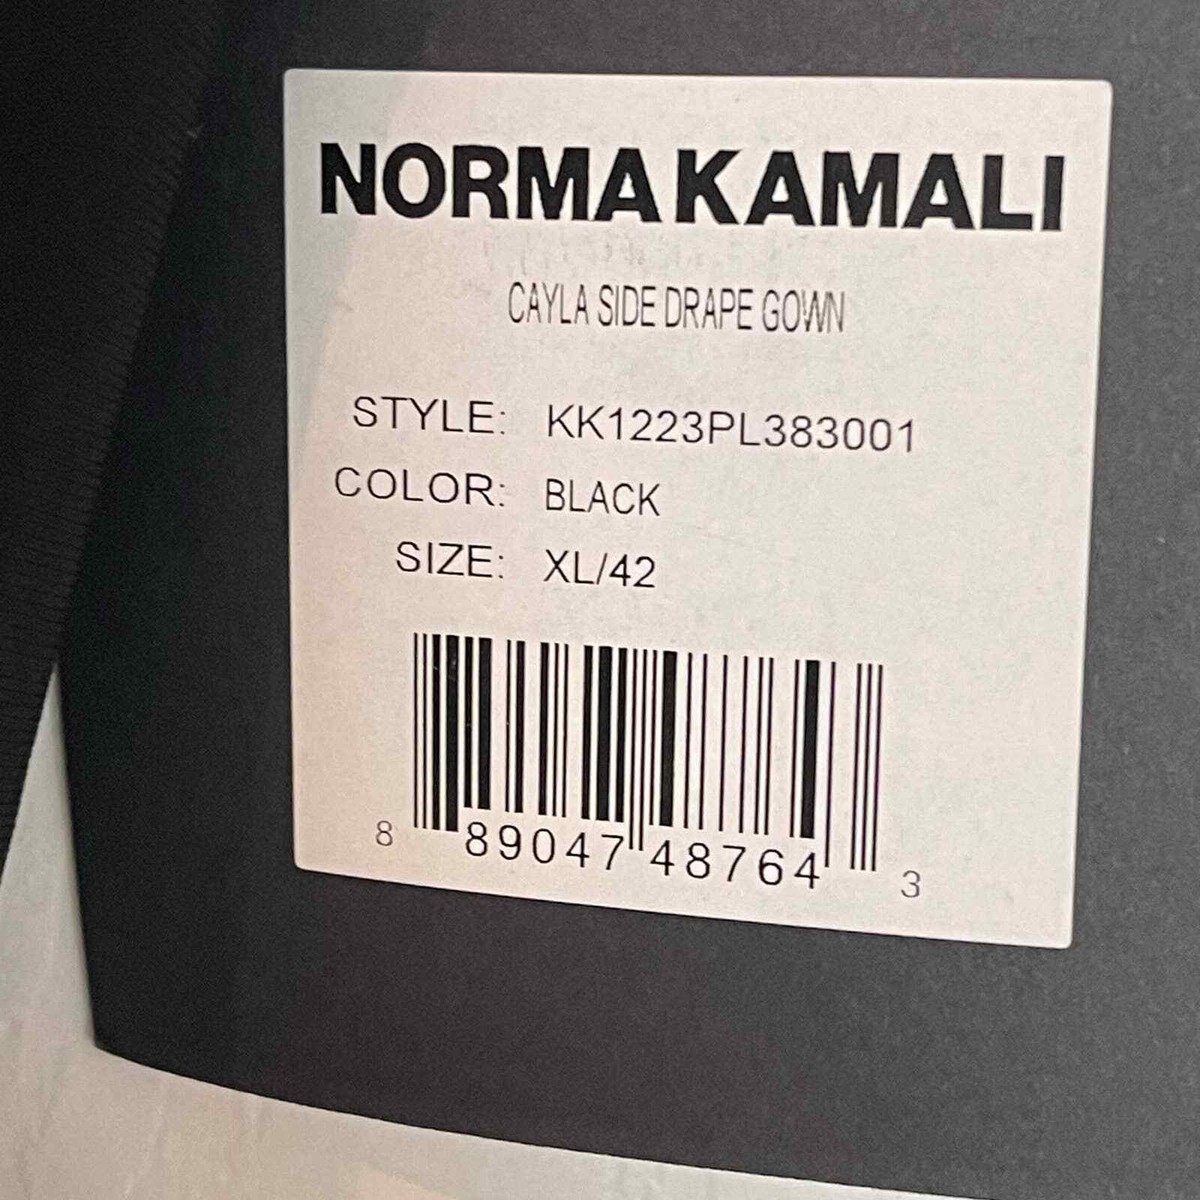 NORMA KAMALI
CAYLA SIDE DRAPE GOWN
STYLE: KK1223PL383001
COLOR: BLACK
SIZE: XL/42
8 89047 48764 3